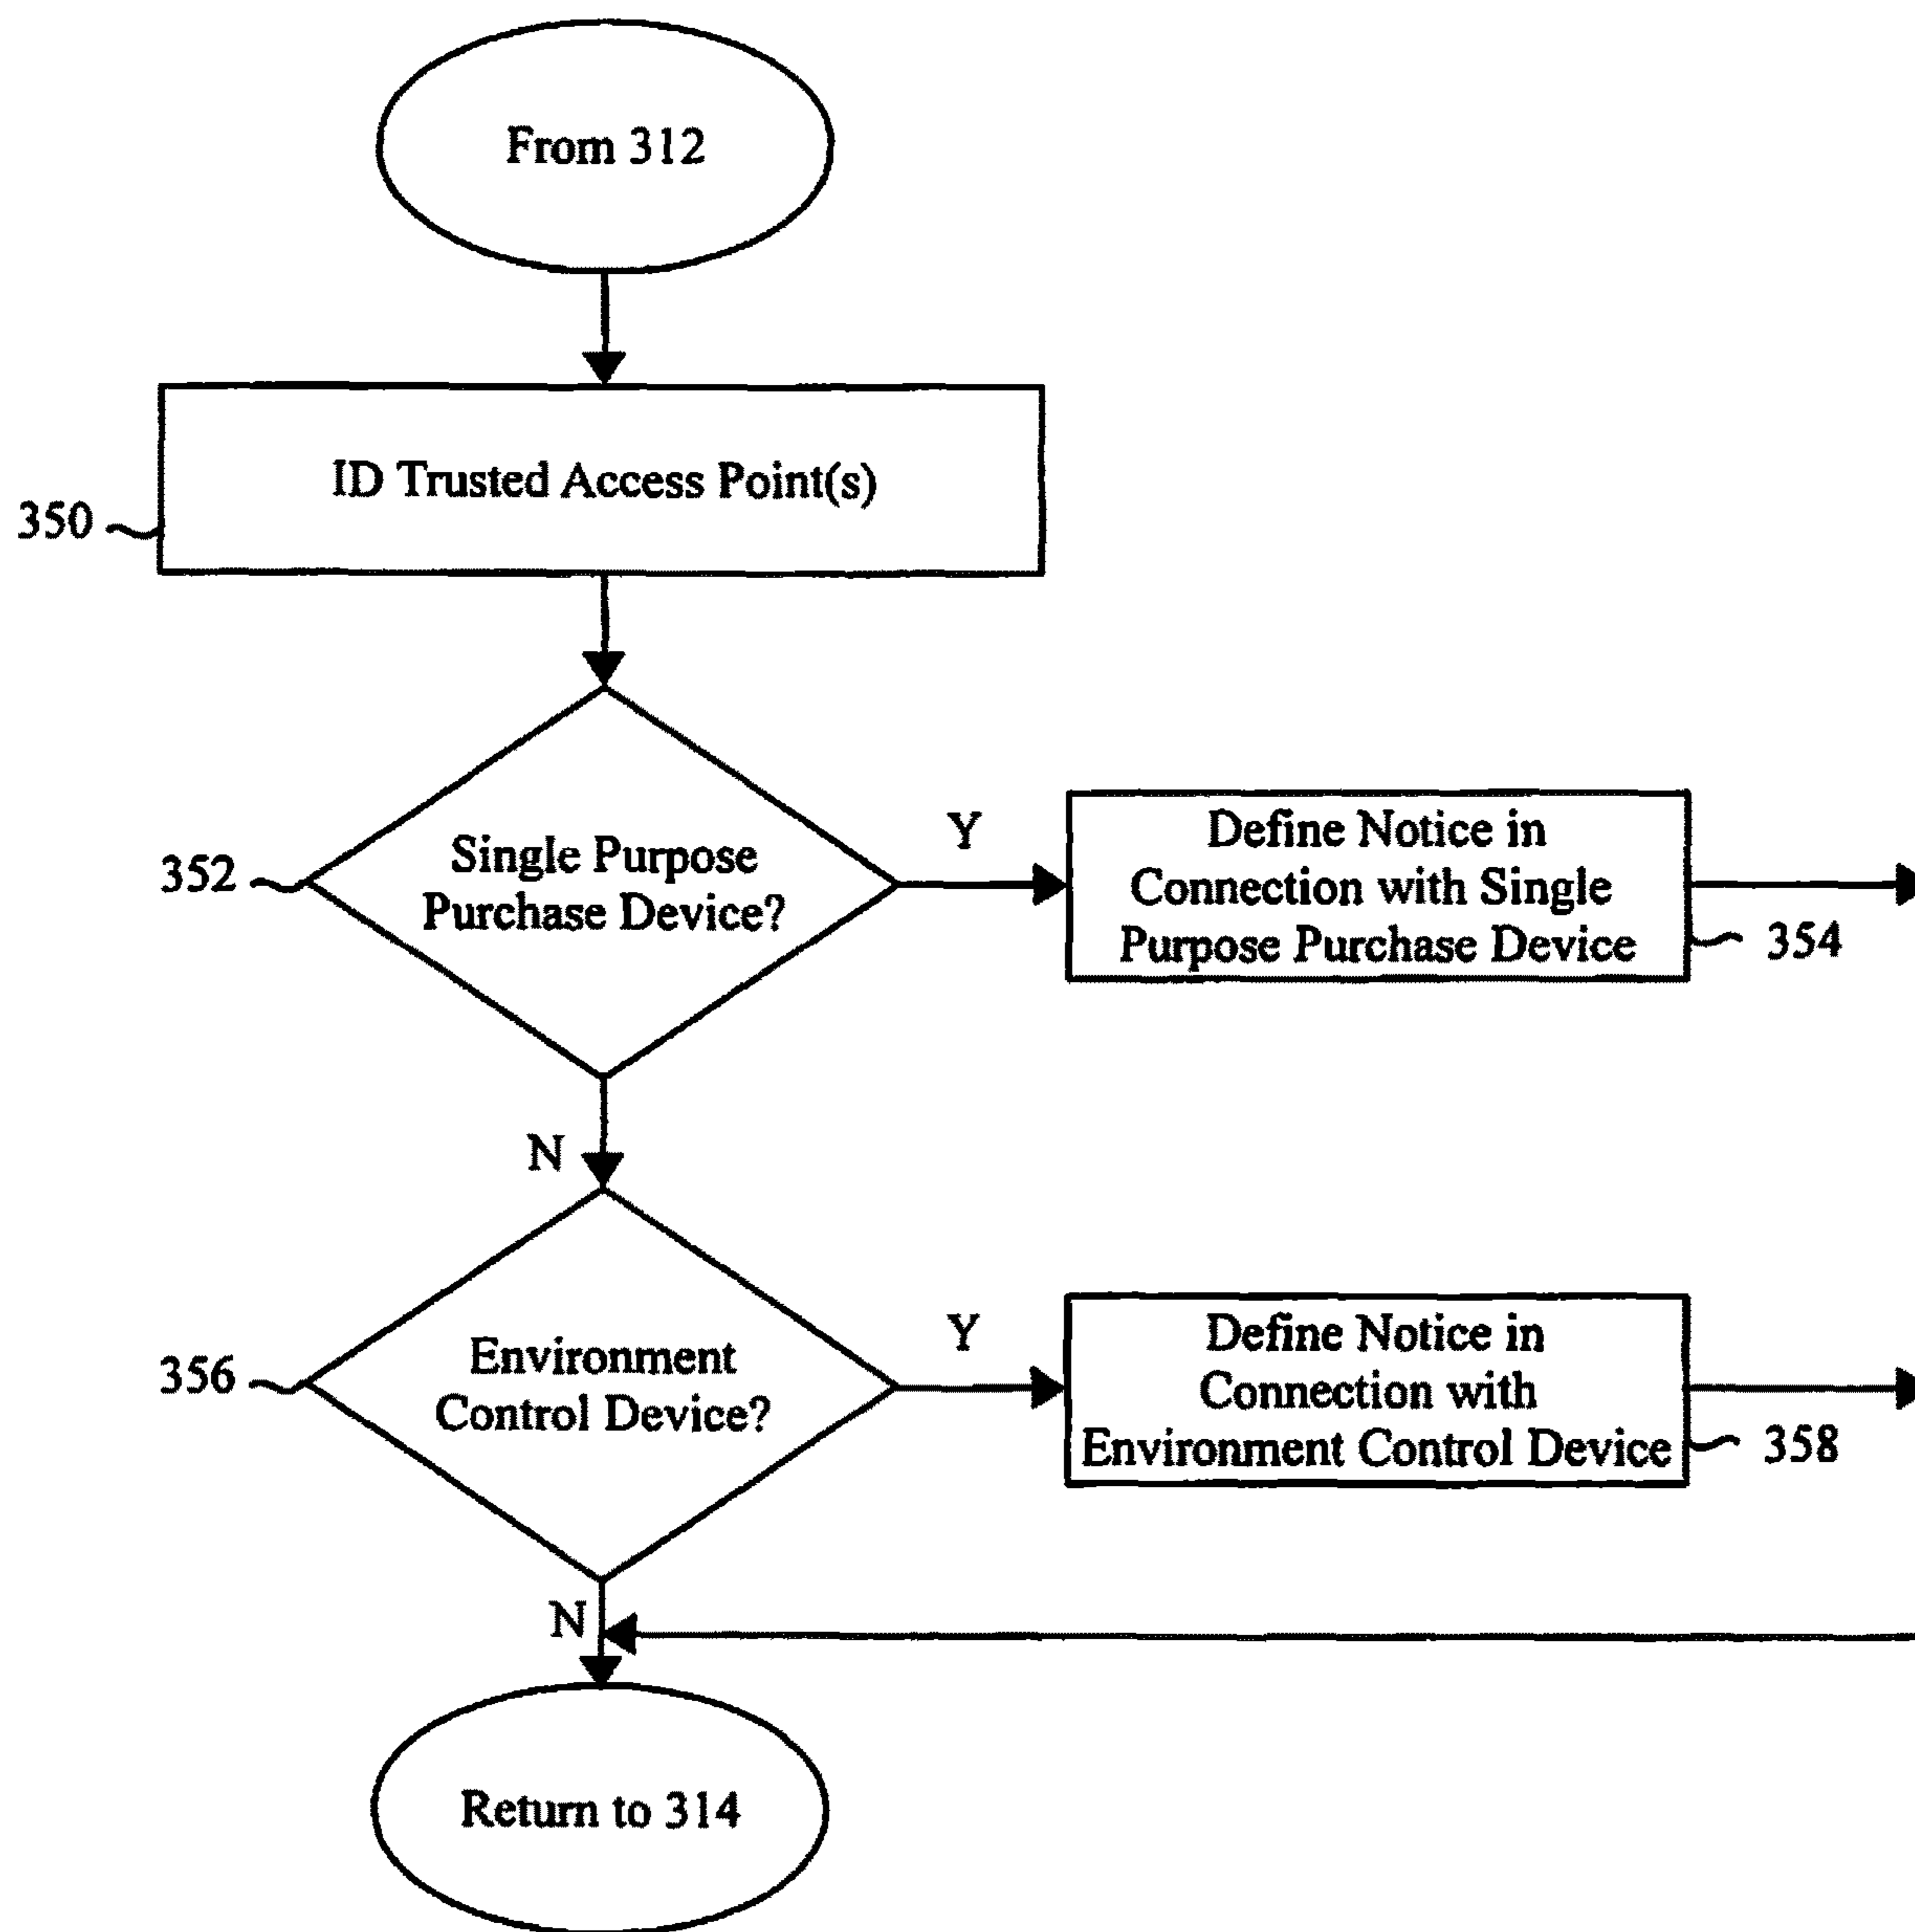 From 312
ID Trusted Access Point(s)
350
Single Purpose
Purchase Device?
352
Y
Define Notice in
Connection with Single
Purpose Purchase Device
354
N
Environment
Control Device?
356
Y
Define Notice in
Connection with
Environment Control Device
358
N
Return to 314